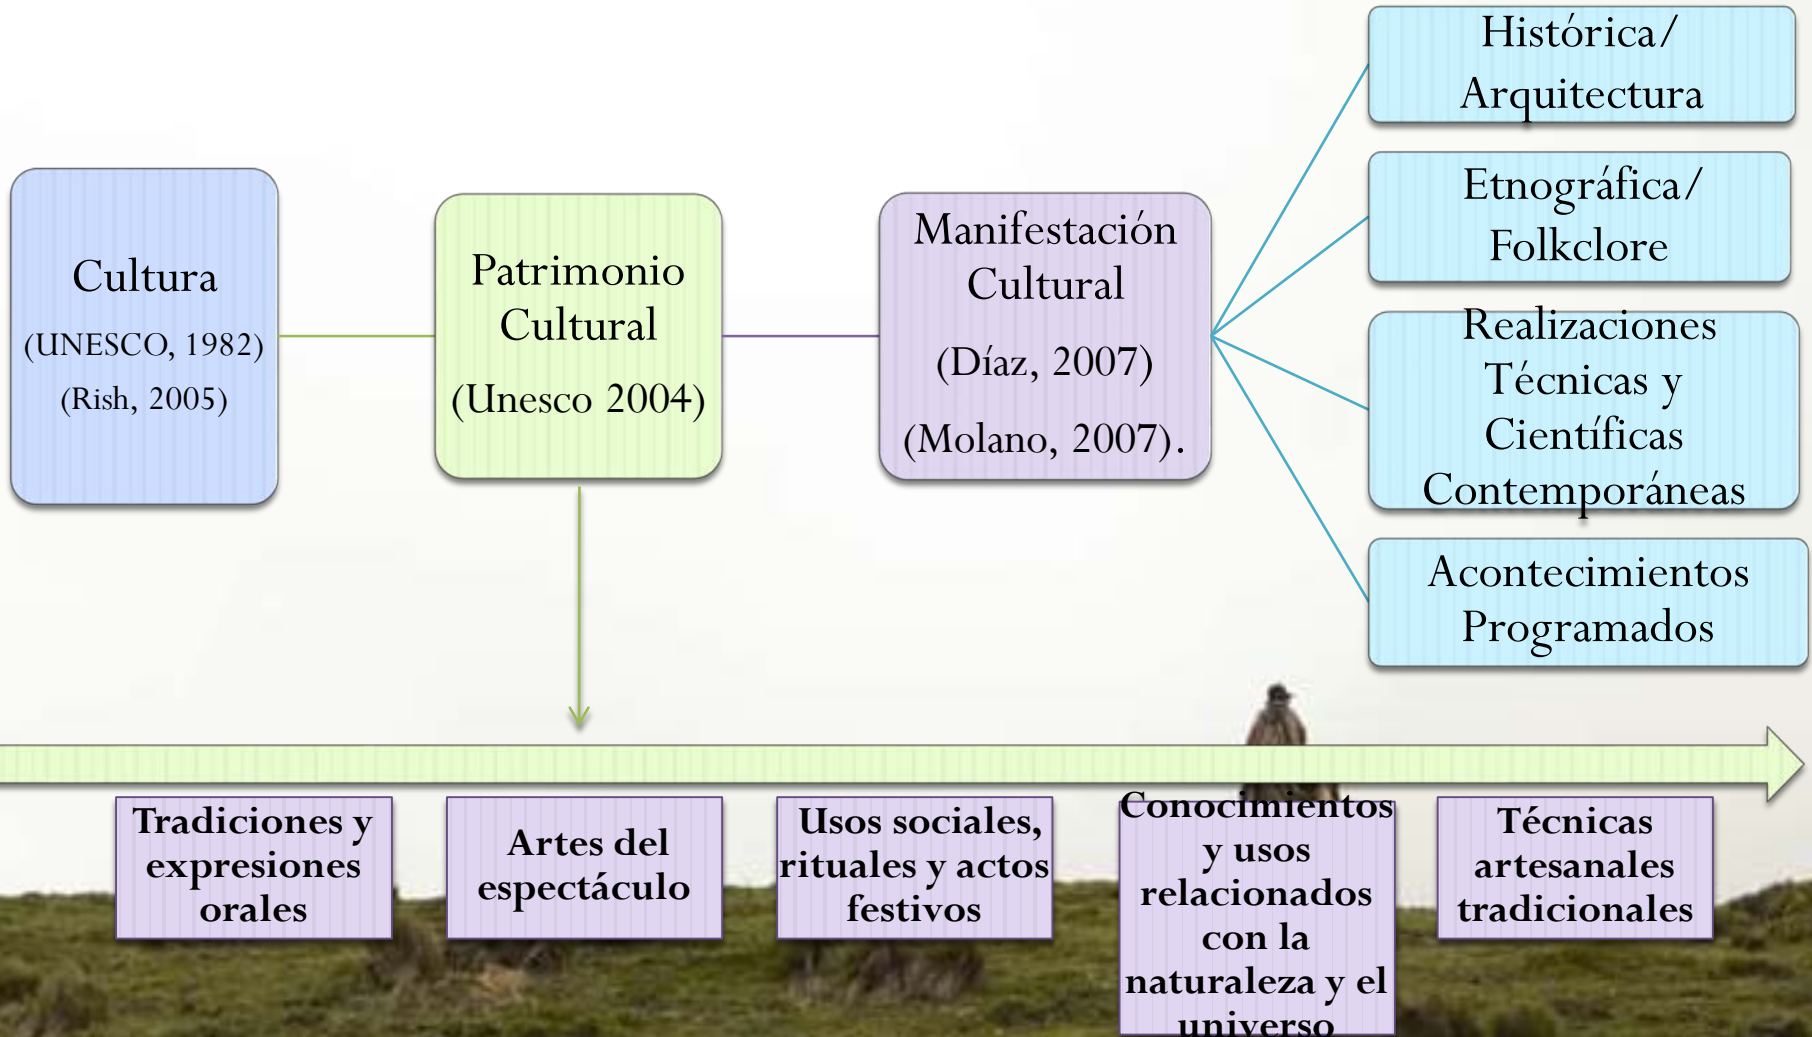 Cultura
(UNESCO, 1982)
(Rish, 2005)
Patrimonio
Cultural
(Unesco 2004)
Manifestación
Cultural
(Díaz, 2007)
(Molano, 2007).
Histórica/
Arquitectura
Etnográfica/
Folkclore
Realizaciones
Técnicas y
Científicas
Contemporáneas
Acontecimientos
Programados
Tradiciones y
expresiones
orales
Artes del
espectáculo
Usos sociales,
rituales y actos
festivos
Conocimientos
y usos
relacionados
con la
naturaleza y el
universo
Técnicas
artesanales
tradicionales